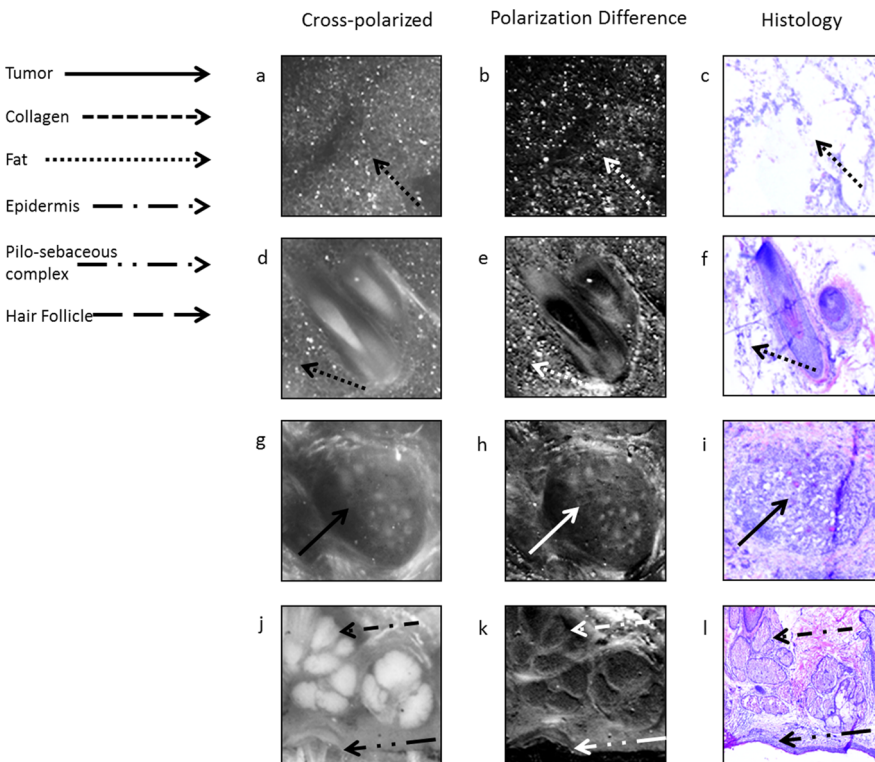 Cross-polarized Polarization Difference Histology
Tumor
Collagen
Fat
Epidermis
Pilo-sebaceous
complex
Hair Follicle
a b c
d e f
g h i
j k l